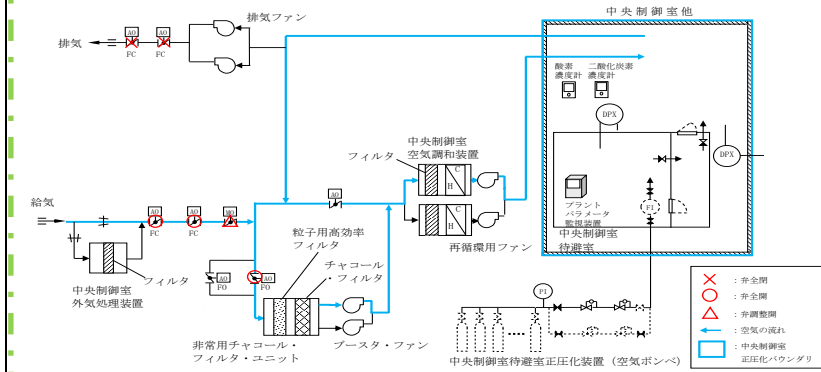 中央制御室他
排気ファン
AO
AO
排気
FC
FC
酸素
濃度計
二酸化炭素
濃度計
DPX
DPX
中央制御室
空気調和装置
フィルタ
C
H
C
H
再循環用ファン
プラント
パラメータ
監視装置
FI
中央制御室
待避室
給気
AO
AO
MO
FC
FC
AO
フィルタ
中央制御室
外気処理装置
粒子用高効率
フィルタ
チャコール
・フィルタ
AO
FO
AO
FO
ブースタ・ファン
非常用チャコール・
フィルタ・ユニット
PI
中央制御室待避室正圧化装置（空気ボンベ）
：弁全閉
：弁全開
：弁調整開
：空気の流れ
：中央制御室
正圧化バウンダリ